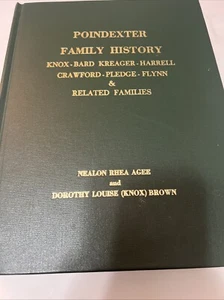 POINDEXTER
FAMILY HISTORY
KNOX-BARD KREAGER-HARRELL
CRAWFORD-PLEDGE-FLYNN
&
RELATED FAMILIES
NEALON RHEA AGEE
and
DOROTHY LOUISE (KNOX) BROWN